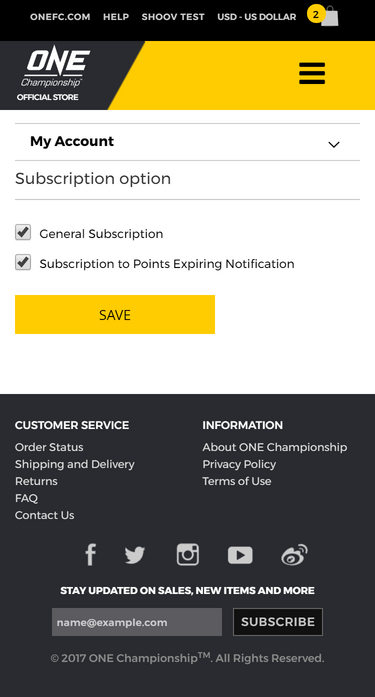 ONEFC.COM HELP SHOOV TEST USD - US DOLLAR 2
ONE
Championship
OFFICIAL STORE
My Account
Subscription option
General Subscription
Subscription to Points Expiring Notification
SAVE
CUSTOMER SERVICE
Order Status
Shipping and Delivery
Returns
FAQ
Contact Us
INFORMATION
About ONE Championship
Privacy Policy
Terms of Use
STAY UPDATED ON SALES, NEW ITEMS AND MORE
name@example.com SUBSCRIBE
© 2017 ONE Championship™. All Rights Reserved.